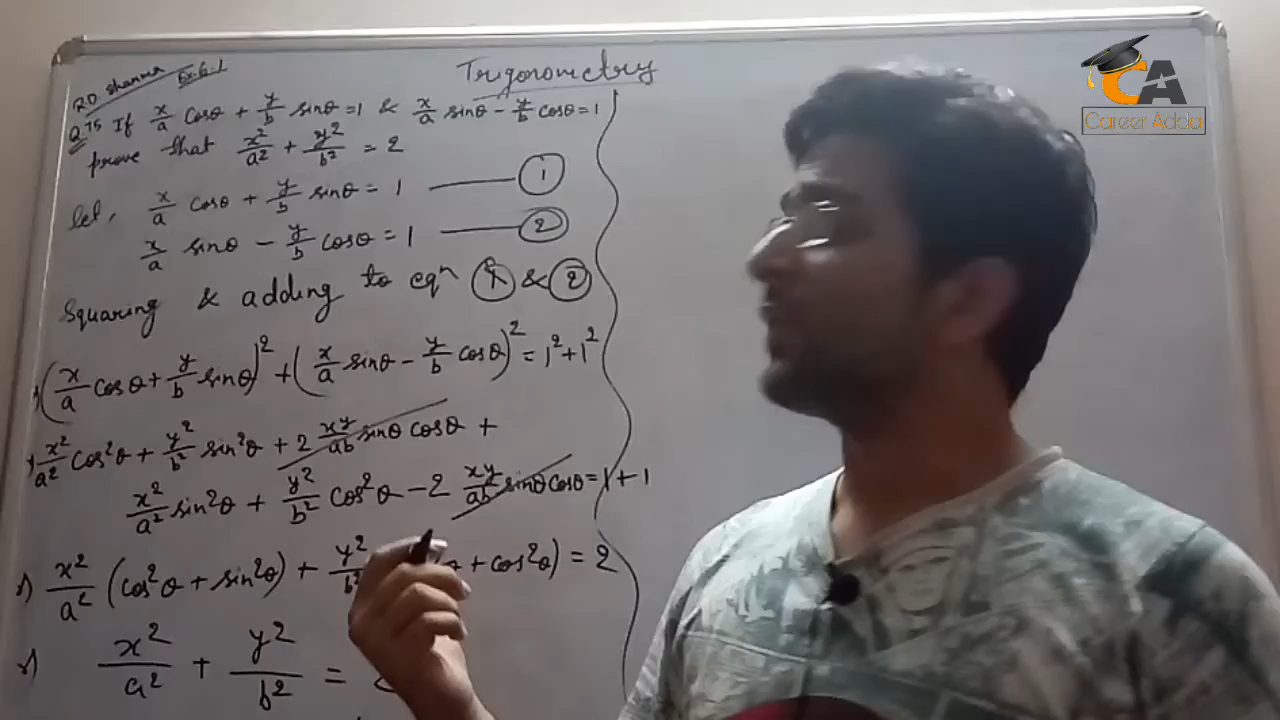 Trigonometry
R.D. Sharma Ex. 6.1
Q. 75 If x/a cosθ + y/b sinθ = 1 & x/a sinθ - y/b cosθ = 1
prove that x²/a² + y²/b² = 2
let, x/a cosθ + y/b sinθ = 1 — ①
x/a sinθ - y/b cosθ = 1 — ②
Squaring & adding to eqn ① & ②
(x/a cosθ + y/b sinθ)² + (x/a sinθ - y/b cosθ)² = 1² + 1²
x²/a² cos²θ + y²/b² sin²θ + 2 xy/ab sinθ cosθ +
x²/a² sin²θ + y²/b² cos²θ - 2 xy/ab sinθ cosθ = 1 + 1
x²/a² (cos²θ + sin²θ) + y²/b² θ + cos²θ) = 2
x²/a² + y²/b² =
CA
Career Adda